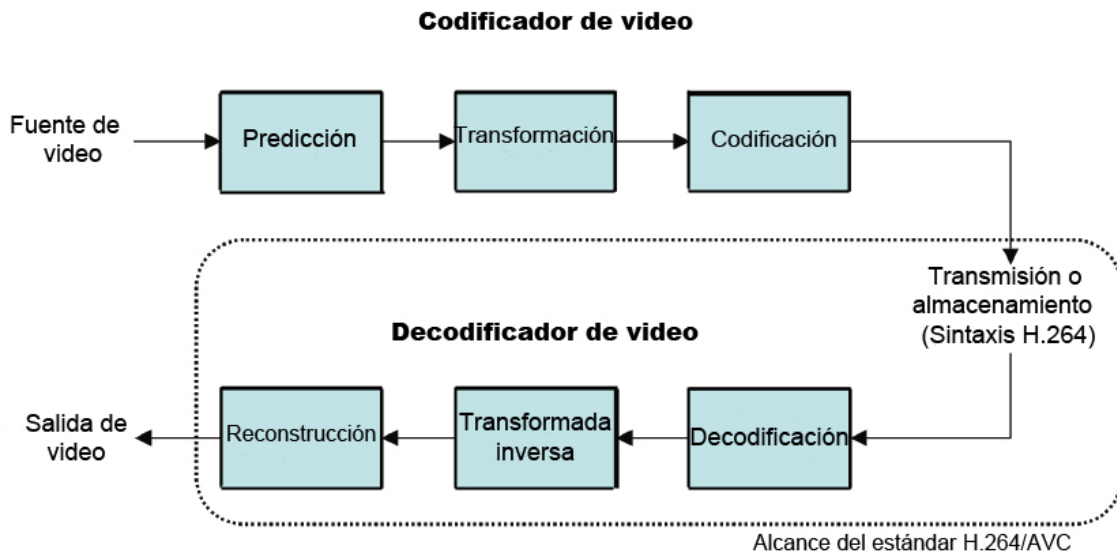 Codificador de video
Fuente de
video
Predicción
Transformación
Codificación
Transmisión o
almacenamiento
(Sintaxis H.264)
Decodificador de video
Salida de
video
Reconstrucción
Transformada
inversa
Decodificación
Alcance del estándar H.264/AVC